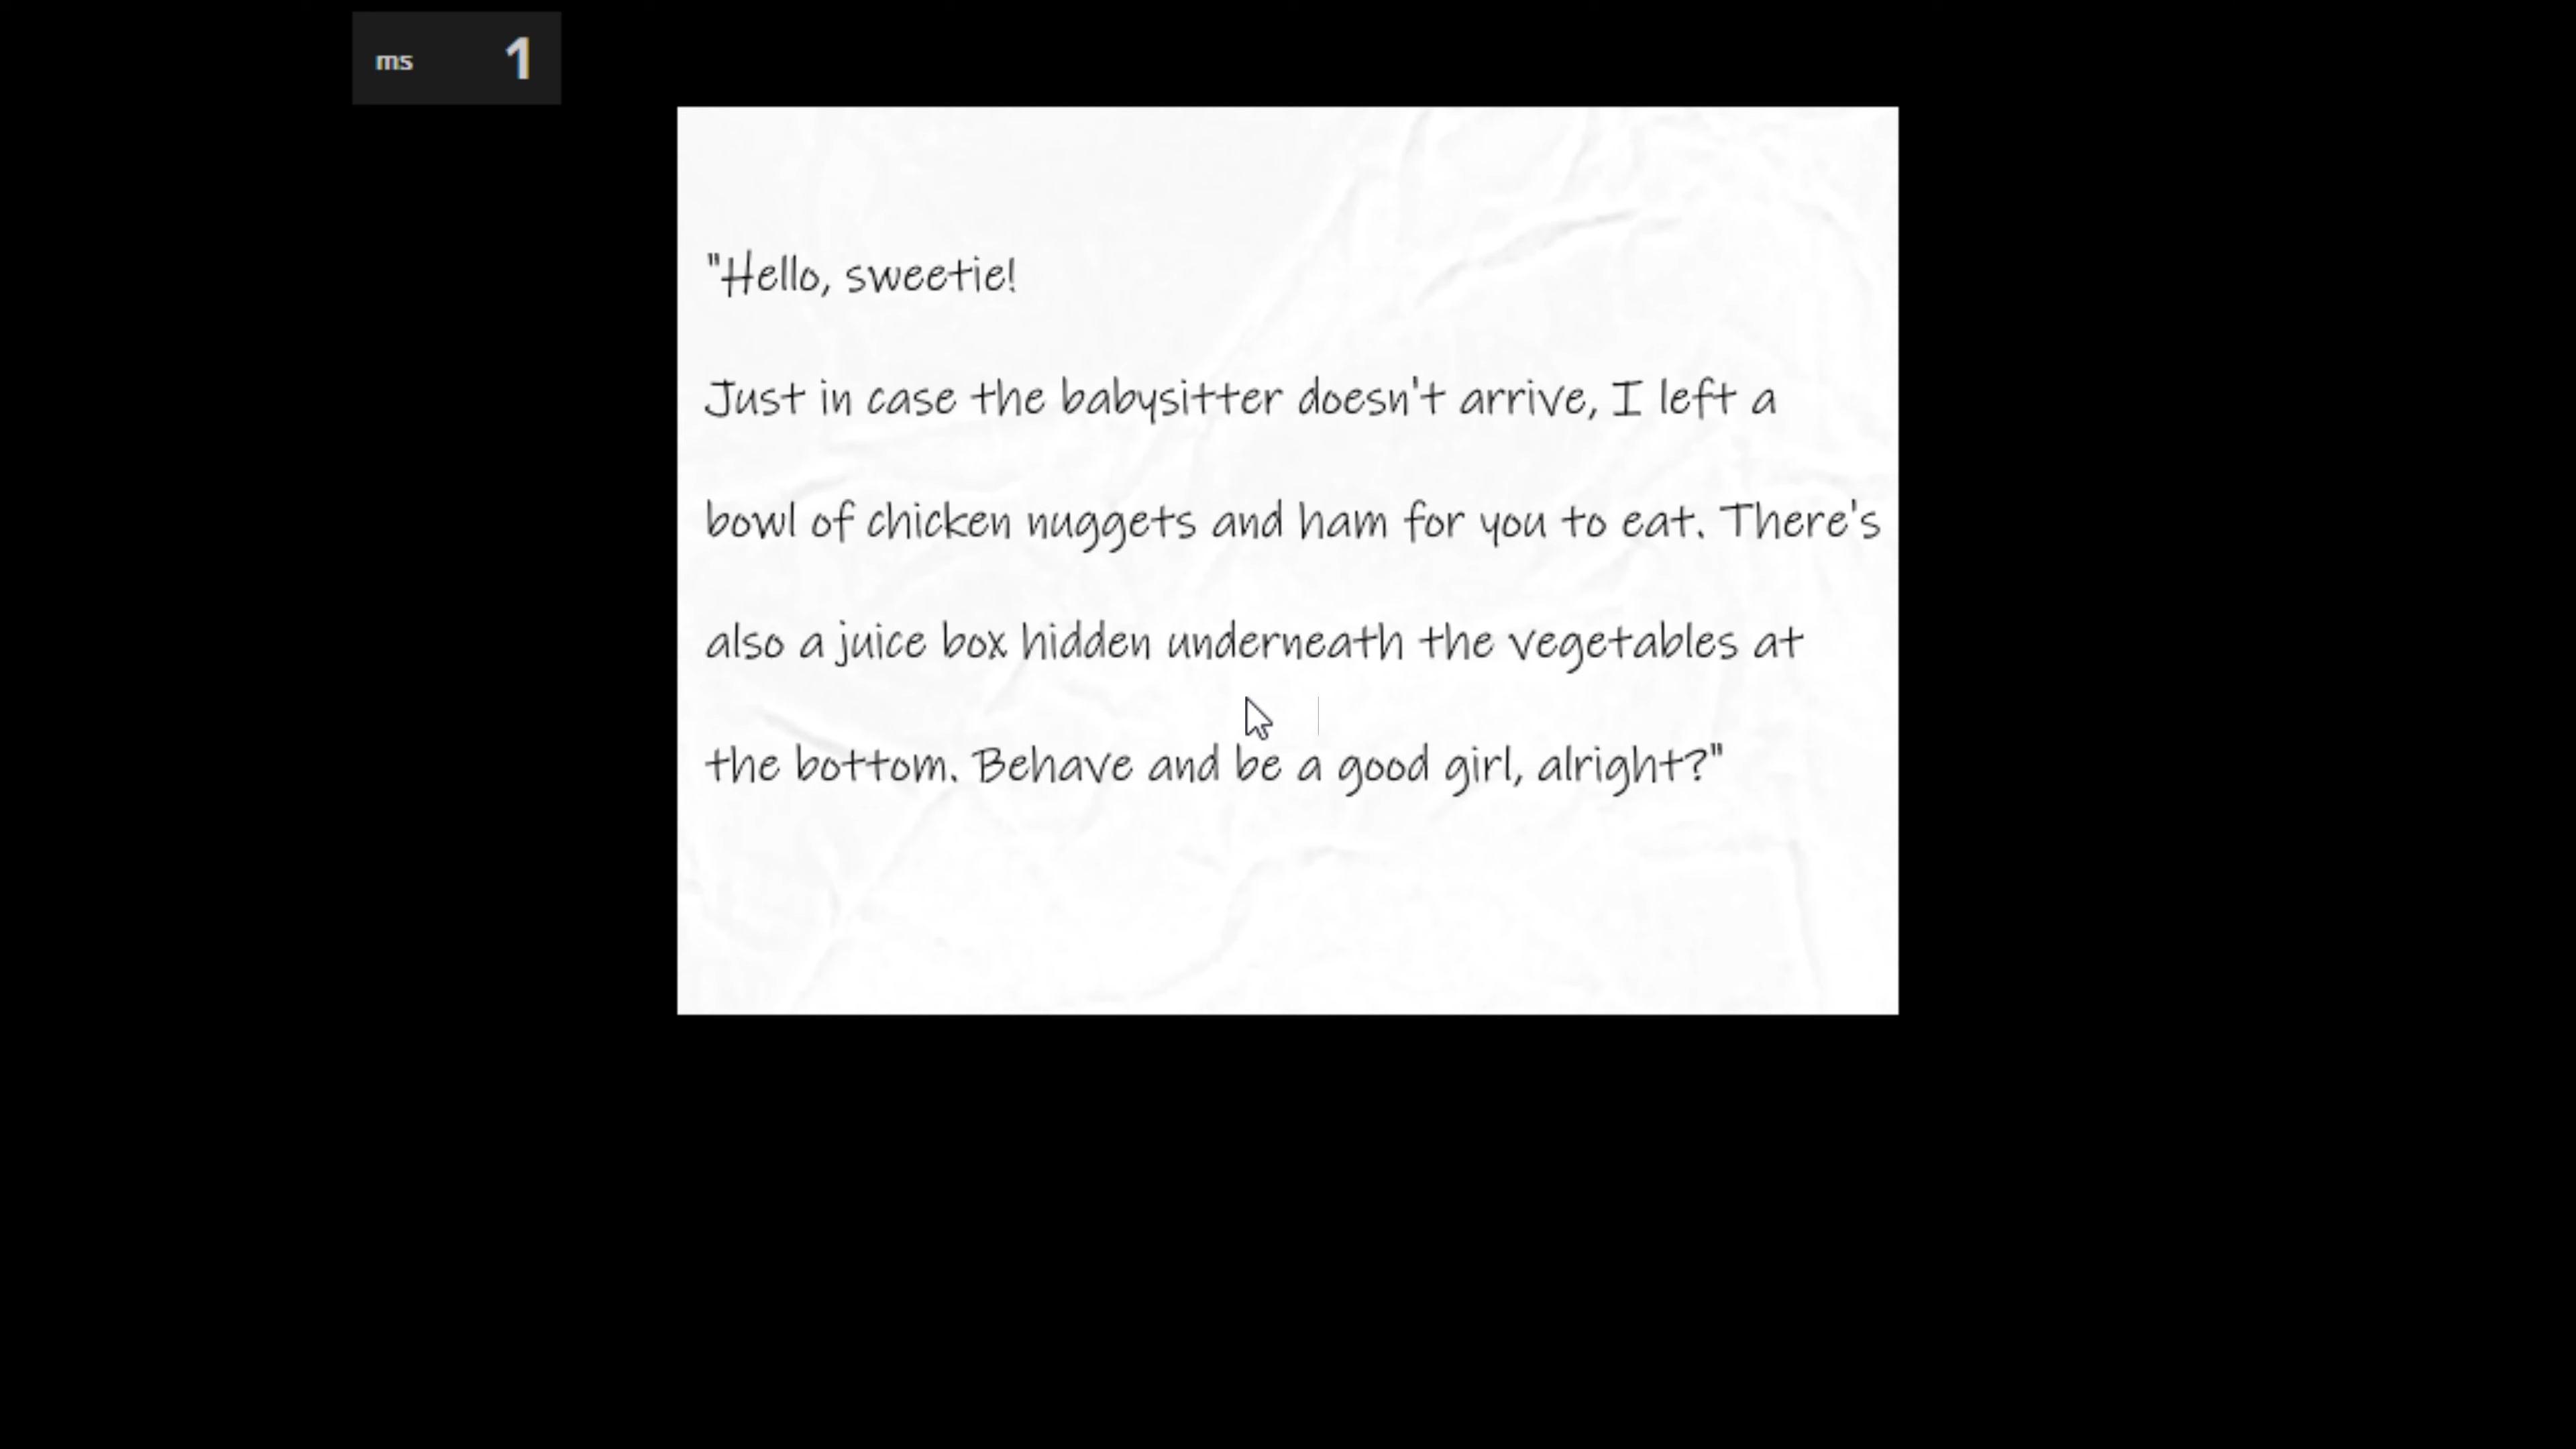 ms 1
"Hello, sweetie!
Just in case the babysitter doesn't arrive, I left a
bowl of chicken nuggets and ham for you to eat. There's
also a juice box hidden underneath the vegetables at
the bottom. Behave and be a good girl, alright?"